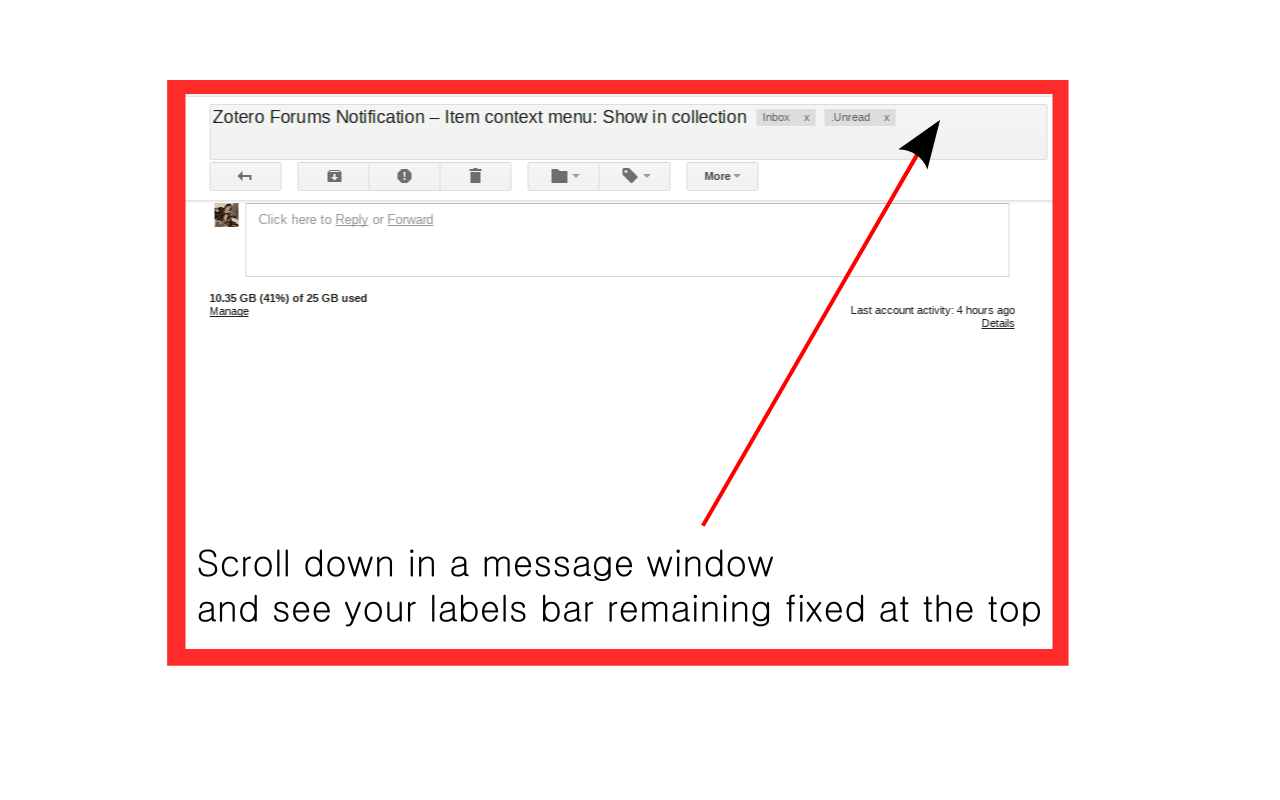 Zotero Forums Notification – Item context menu: Show in collection Inbox x .Unread x
More
Click here to Reply or Forward
10.35 GB (41%) of 25 GB used
Manage
Last account activity: 4 hours ago
Details
Scroll down in a message window
and see your labels bar remaining fixed at the top